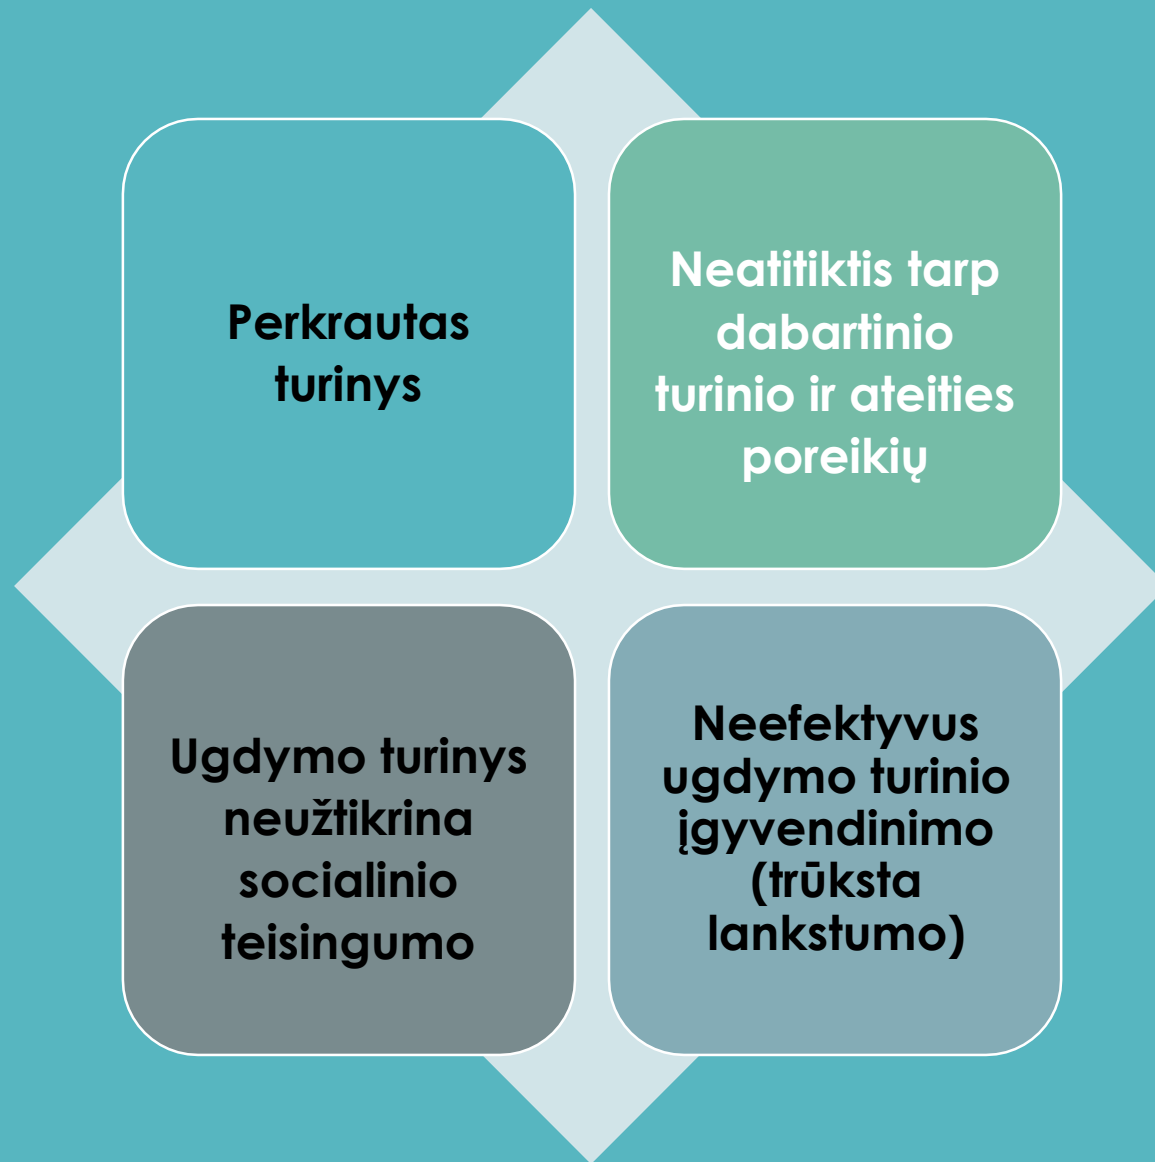 Perkrautas
turinys
Neatitiktis tarp
dabartinio
turinio ir ateities
poreikių
Ugdymo turinys
neužtikrina
socialinio
teisingumo
Neefektyvus
ugdymo turinio
įgyvendinimo
(trūksta
lankstumo)